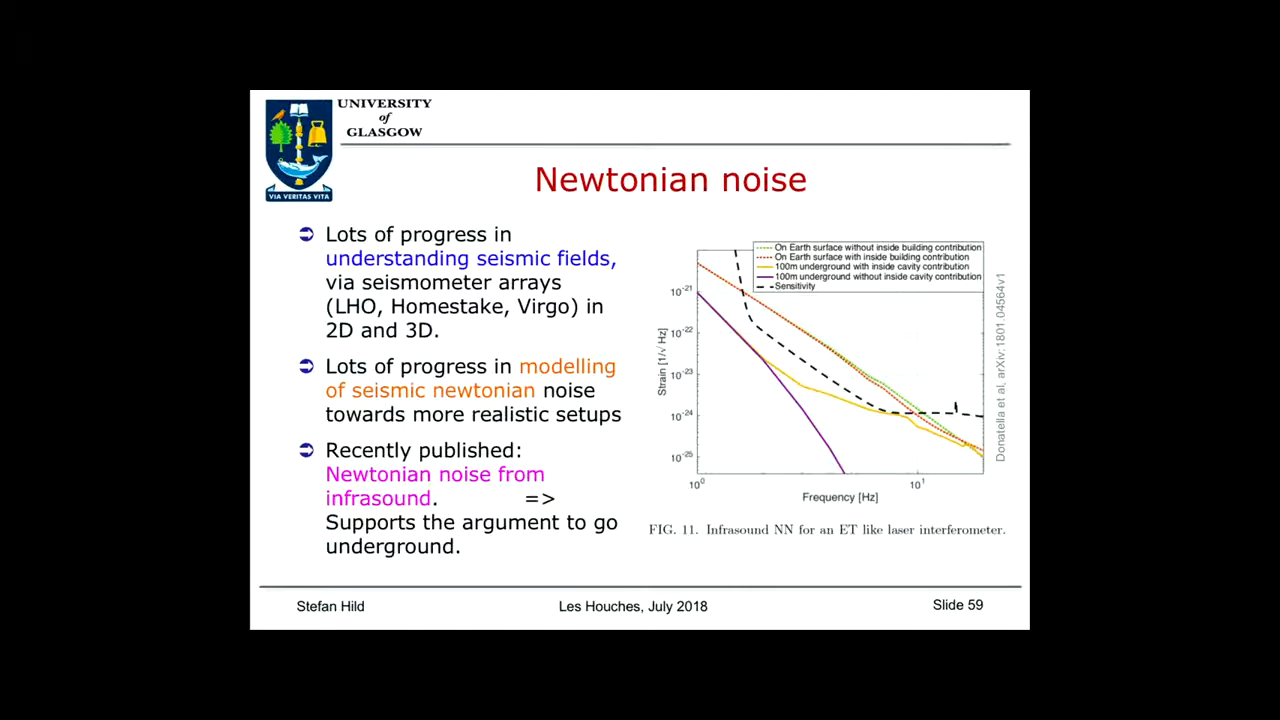 UNIVERSITY
of
GLASGOW
VIA VERITAS VITA
Newtonian noise
Lots of progress in
understanding seismic fields,
via seismometer arrays
(LHO, Homestake, Virgo) in
2D and 3D.
Lots of progress in modelling
of seismic newtonian noise
towards more realistic setups
Recently published:
Newtonian noise from
infrasound. =>
Supports the argument to go
underground.
On Earth surface without inside building contribution
On Earth surface with inside building contribution
100m underground with inside cavity contribution
100m underground without inside cavity contribution
Sensitivity
Strain [1/√ Hz]
10^-21
10^-22
10^-23
10^-24
10^-25
10^0
10^1
Frequency [Hz]
Donatella et al, arXiv:1801.04564v1
FIG. 11. Infrasound NN for an ET like laser interferometer.
Stefan Hild
Les Houches, July 2018
Slide 59